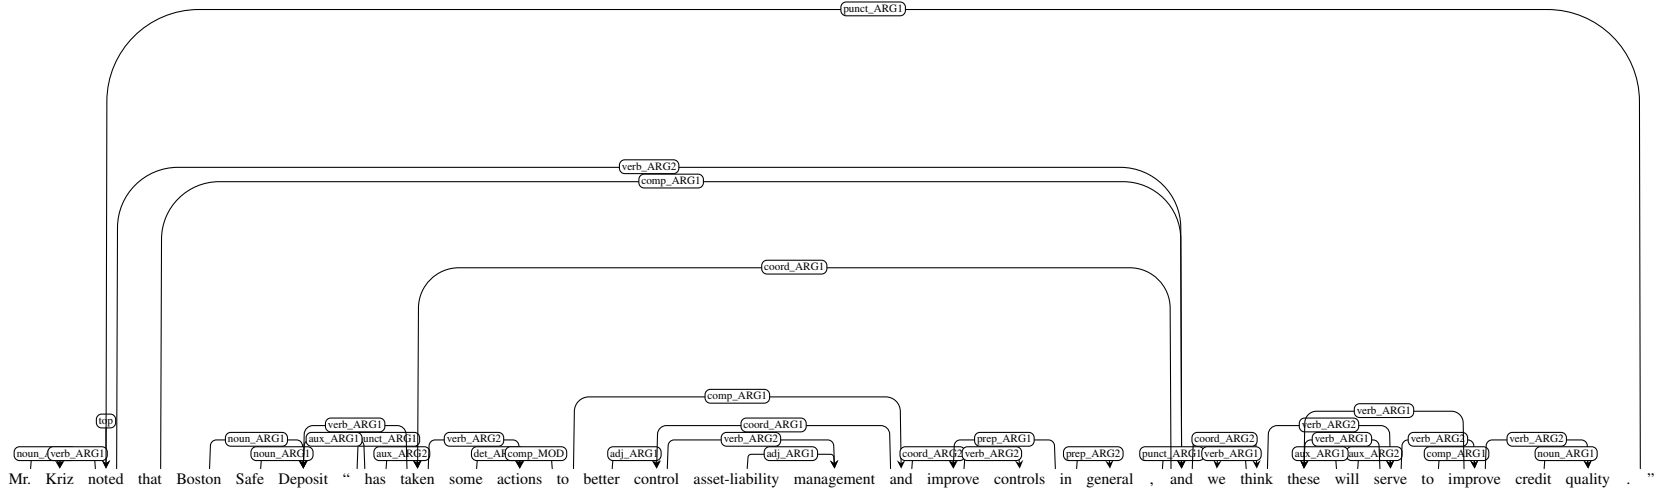 punct_ARG1
verb_ARG2
comp_ARG1
coord_ARG1
comp_ARG1
verb_ARG1
top verb_ARG1 coord_ARG1 verb_ARG2
noun_ARG1 aux_ARG1 verb_ARG2 verb_ARG2 prep_ARG1 coord_ARG2 verb_ARG1 verb_ARG2 verb_ARG2
verb_ARG1 noun_ARG1 aux_ARG2 comp_MOD adj_ARG1 adj_ARG1 coord_ARG2 verb_ARG2 prep_ARG2 punct_ARG1 verb_ARG1 aux_ARG1 aux_ARG2 comp_ARG1 noun_ARG1
Mr. Kriz noted that Boston Safe Deposit “ has taken some actions to better control asset-liability management and improve controls in general , and we think these will serve to improve credit quality . ”